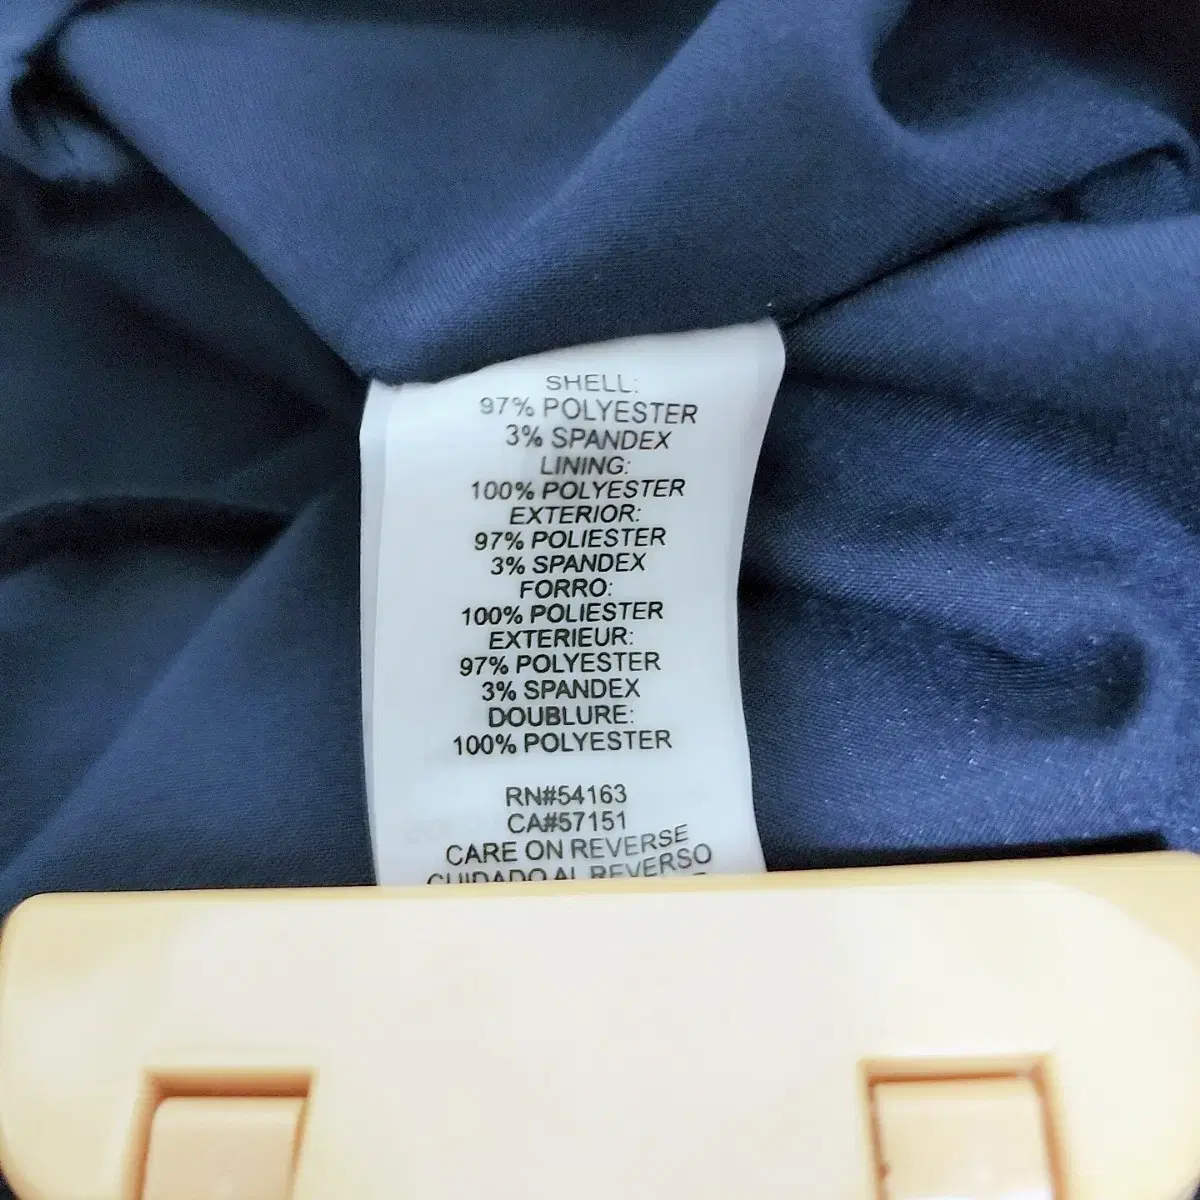 SHELL:
97% POLYESTER
3% SPANDEX
LINING:
100% POLYESTER
EXTERIOR:
97% POLIESTER
3% SPANDEX
FORRO:
100% POLIESTER
EXTERIEUR:
97% POLYESTER
3% SPANDEX
DOUBLURE:
100% POLYESTER
RN#54163
CA#57151
CARE ON REVERSE
CUIDADO AL REVERSO